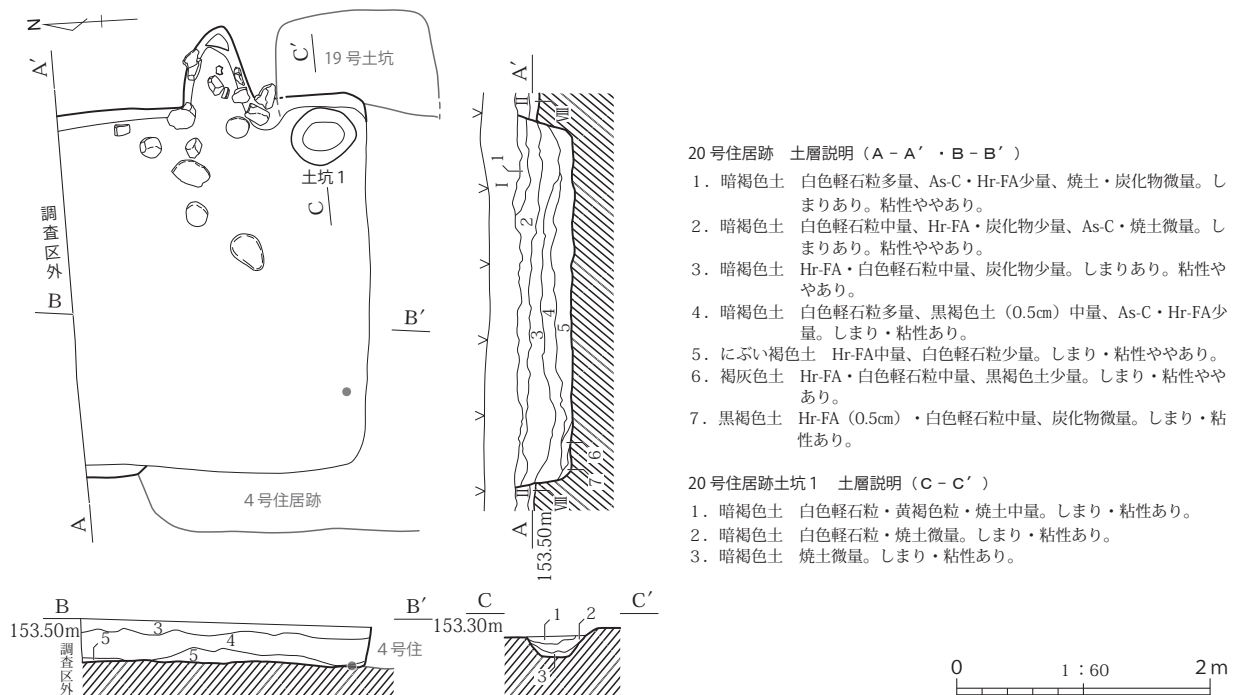 N
A′
C′
19 号土坑
土坑 1
C
調査区外
B
B′
4 号住居跡
A
A′
Ⅱ
Ⅷ
1
Ⅰ
2
3
4
5
6
7
Ⅱ
Ⅷ
A
153.50m
20 号住居跡　土層説明（A－A′・B－B′）
1．暗褐色土　白色軽石粒多量、As-C・Hr-FA少量、焼土・炭化物微量。し
まりあり。粘性ややあり。
2．暗褐色土　白色軽石粒中量、Hr-FA・炭化物少量、As-C・焼土微量。し
まりあり。粘性ややあり。
3．暗褐色土　Hr-FA・白色軽石粒中量、炭化物少量。しまりあり。粘性や
やあり。
4．暗褐色土　白色軽石粒多量、黒褐色土（0.5㎝）中量、As-C・Hr-FA少
量。しまり・粘性あり。
5．にぶい褐色土　Hr-FA中量、白色軽石粒少量。しまり・粘性ややあり。
6．褐灰色土　Hr-FA・白色軽石粒中量、黒褐色土少量。しまり・粘性やや
あり。
7．黒褐色土　Hr-FA（0.5㎝）・白色軽石粒中量、炭化物微量。しまり・粘
性あり。
20 号住居跡土坑 1　土層説明（C－C′）
1．暗褐色土　白色軽石粒・黄褐色粒・焼土中量。しまり・粘性あり。
2．暗褐色土　白色軽石粒・焼土微量。しまり・粘性あり。
3．暗褐色土　焼土微量。しまり・粘性あり。
B
B′
153.50m
調査区外
5
3
4
5
4 号住
C
C′
153.30m
1
2
3
0
1：60
2m